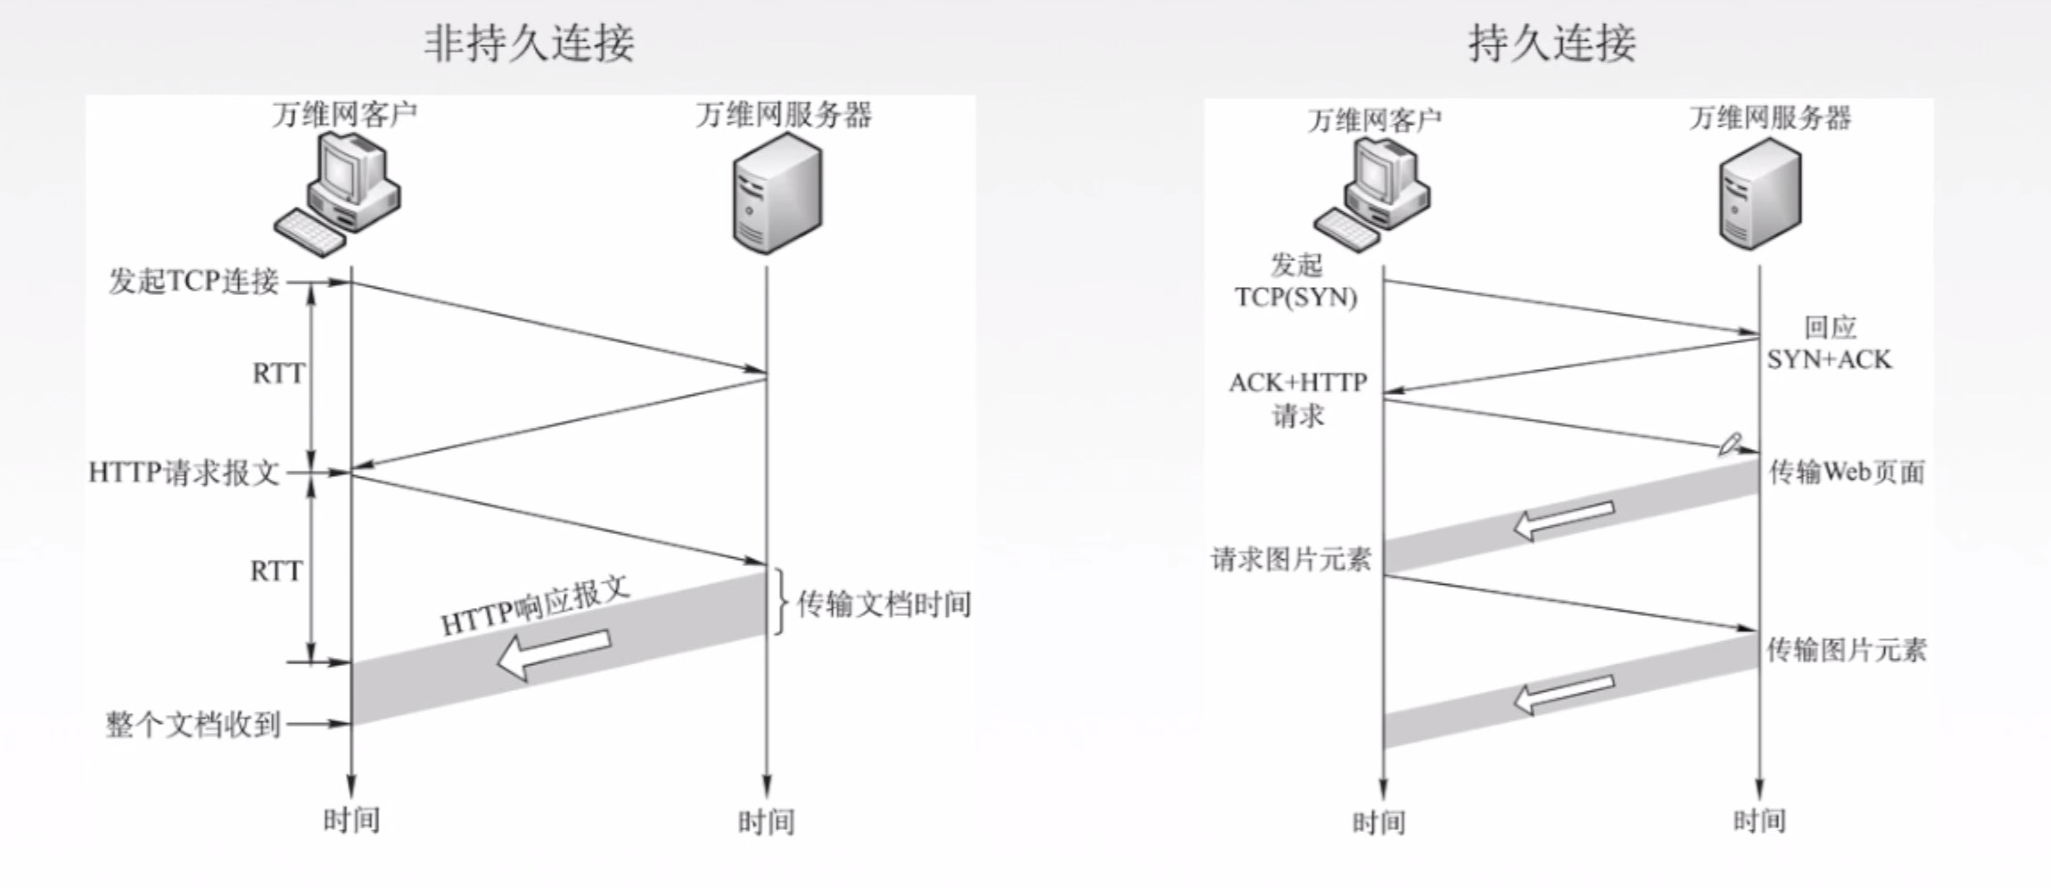 非持久连接
万维网客户
万维网服务器
发起TCP连接
RTT
HTTP请求报文
RTT
HTTP响应报文
传输文档时间
整个文档收到
时间
时间
持久连接
万维网客户
万维网服务器
发起
TCP(SYN)
回应
SYN+ACK
ACK+HTTP
请求
传输Web页面
请求图片元素
传输图片元素
时间
时间